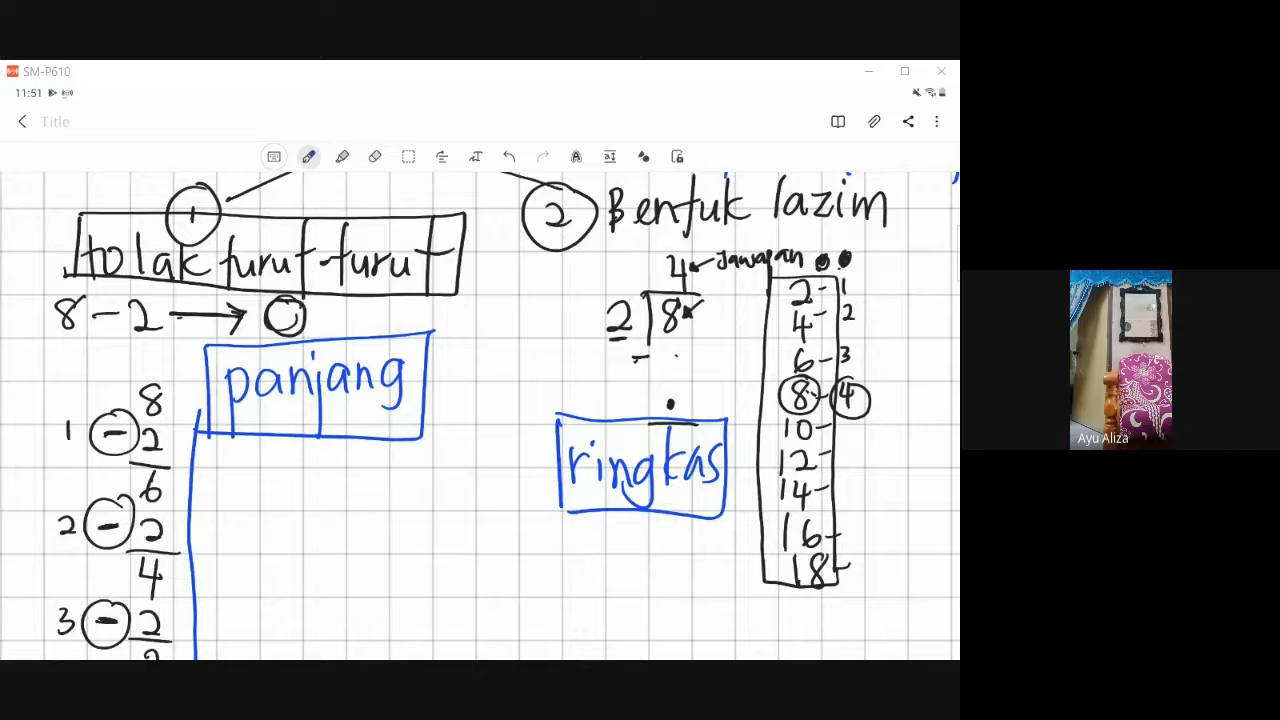 SM-P610
11:51
Title
1
tolak turut-turut
8 - 2 → 0
panjang
8
1 - 2
6
2 - 2
4
3 - 2
2 Bentuk lazim
4 ← Jawapan
2 8
-
ringkas
2 - 1
4 - 2
6 - 3
8 - 4
10 -
12 -
14 -
16 -
18 -
Ayu Aliza